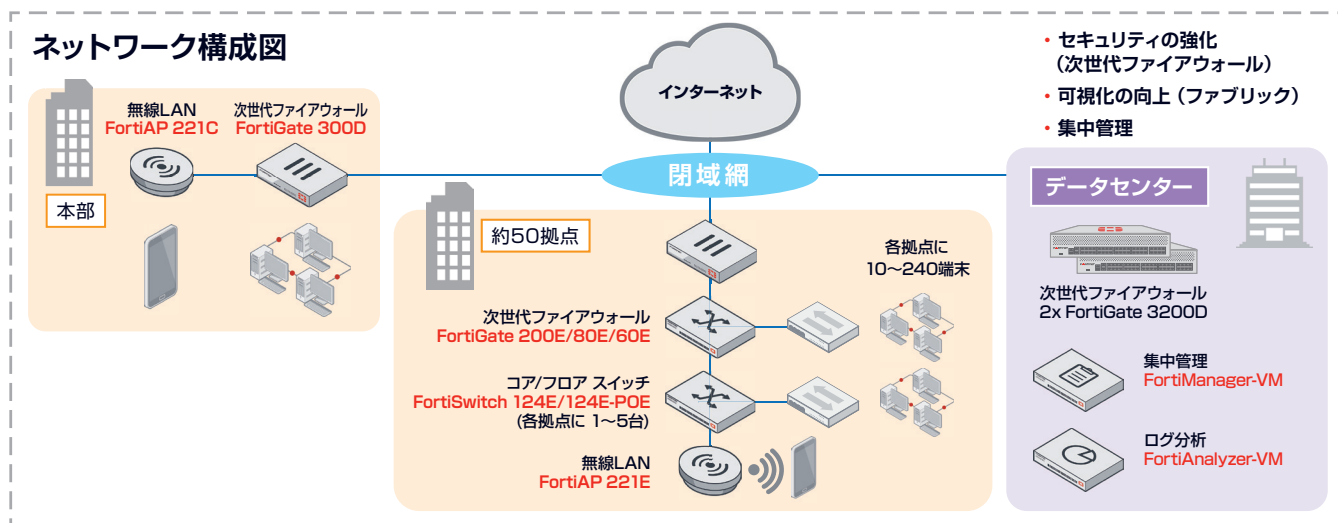 ネットワーク構成図
無線LAN
FortiAP 221C
次世代ファイアウォール
FortiGate 300D
本部
インターネット
閉域網
・セキュリティの強化
（次世代ファイアウォール）
・可視化の向上（ファブリック）
・集中管理
約50拠点
各拠点に
10～240端末
次世代ファイアウォール
FortiGate 200E/80E/60E
コア/フロア スイッチ
FortiSwitch 124E/124E-POE
(各拠点に 1～5台)
無線LAN
FortiAP 221E
データセンター
次世代ファイアウォール
2x FortiGate 3200D
集中管理
FortiManager-VM
ログ分析
FortiAnalyzer-VM